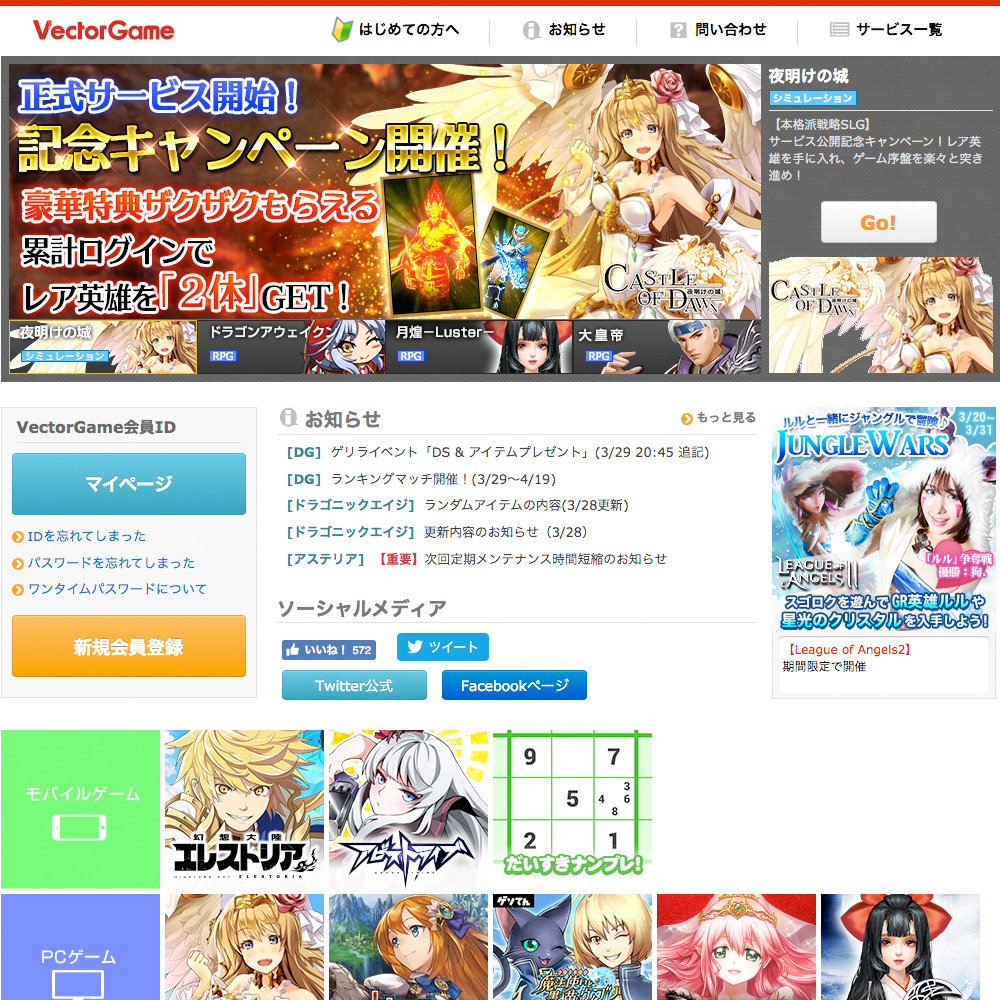 VectorGame
はじめての方へ
お知らせ
問い合わせ
サービス一覧
正式サービス開始！
記念キャンペーン開催！
豪華特典ザクザクもらえる
累計ログインで
レア英雄を「2体」GET！
CASTLE
OF DAWN
夜明けの城
夜明けの城
シミュレーション
ドラゴンアウェイクン
RPG
月煌－Luster－
RPG
大皇帝
RPG
夜明けの城
シミュレーション
【本格派戦略SLG】
サービス公開記念キャンペーン！レア英
雄を手に入れ、ゲーム序盤を楽々と突き
進め！
Go!
CASTLE
OF DAWN
夜明けの城
VectorGame会員ID
マイページ
IDを忘れてしまった
パスワードを忘れてしまった
ワンタイムパスワードについて
新規会員登録
お知らせ
もっと見る
[DG] ゲリライベント「DS & アイテムプレゼント」(3/29 20:45 追記)
[DG] ランキングマッチ開催！(3/29〜4/19)
[ドラゴニックエイジ] ランダムアイテムの内容(3/28更新)
[ドラゴニックエイジ] 更新内容のお知らせ（3/28）
[アステリア] 【重要】次回定期メンテナンス時間短縮のお知らせ
ソーシャルメディア
いいね！ 572
ツイート
Twitter公式
Facebookページ
ルルと一緒にジャングルで冒険♪
3/20~
3/31
JUNGLE WARS
LEAGUE OF
ANGELS II
「ルル」争奪戦
優勝：狗.
スゴロクを遊んでGR英雄ルルや
星光のクリスタルを入手しよう！
【League of Angels2】
期間限定で開催
モバイルゲーム
幻想大陸
エレストリア
ELESTORIA
アビストライブ
9 7
5 4 3 6 8
2 1
だいすきナンプレ!
PCゲーム
ゲソてん